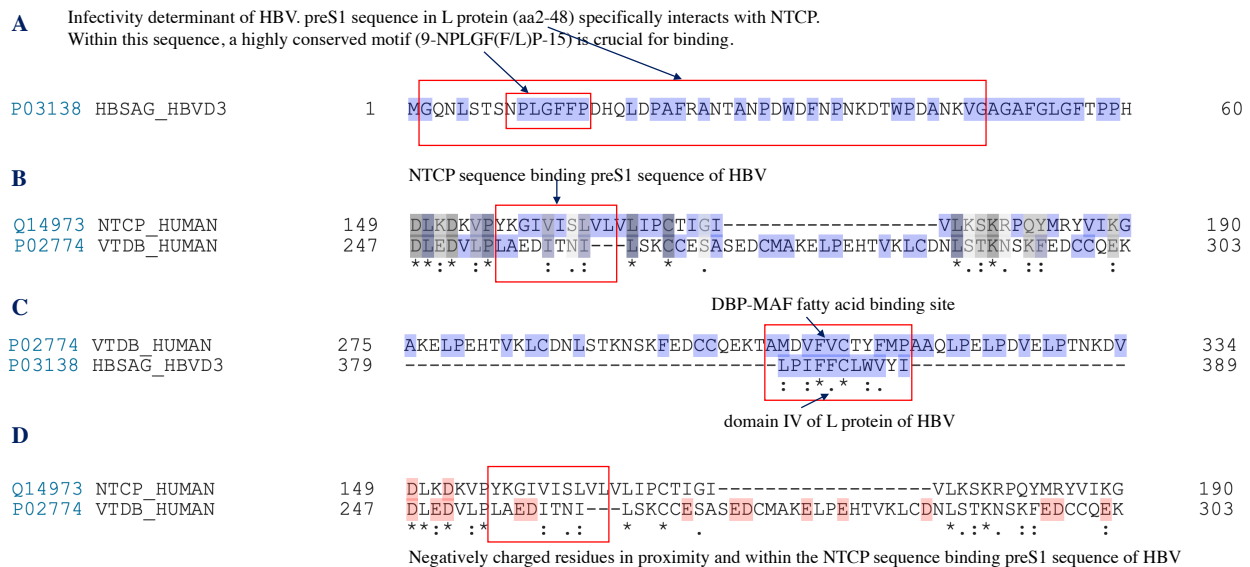 A
Infectivity determinant of HBV. preS1 sequence in L protein (aa2-48) specifically interacts with NTCP.
Within this sequence, a highly conserved motif (9-NPLGF(F/L)P-15) is crucial for binding.
P03138 HBSAG_HBVD3 1 MGQNLSTSNPLGFFPDHQLDPAFRANTANPDWDFNPNKDTWPDANKVGAGAFGLGFTPPH 60
B
NTCP sequence binding preS1 sequence of HBV
Q14973 NTCP_HUMAN 149 DLKDKVPYKGIVISLVLVLIPCTIGI------------------VLKSKRPQYMRYVIKG 190
P02774 VTDB_HUMAN 247 DLEDVLPLAEDITNI---LSKCCESASEDCMAKELPEHTVKLCDNLSTKNSKFEDCCQEK 303
**:* :*    : .:   *  *  .                    *.:*. ::     :
C
DBP-MAF fatty acid binding site
P02774 VTDB_HUMAN 275 AKELPEHTVKLCDNLSTKNSKFEDCCQEKTAMDVFVCTYFMPAAQLPELPDVELPTNKDV 334
P03138 HBSAG_HBVD3 379 -------------------------------LPIFFCLWVYI------------------ 389
: :*.* :.
domain IV of L protein of HBV
D
Q14973 NTCP_HUMAN 149 DLKDKVPYKGIVISLVLVLIPCTIGI------------------VLKSKRPQYMRYVIKG 190
P02774 VTDB_HUMAN 247 DLEDVLPLAEDITNI---LSKCCESASEDCMAKELPEHTVKLCDNLSTKNSKFEDCCQEK 303
**:* :*    : .:   *  *  .                    *.:*. ::     :
Negatively charged residues in proximity and within the NTCP sequence binding preS1 sequence of HBV